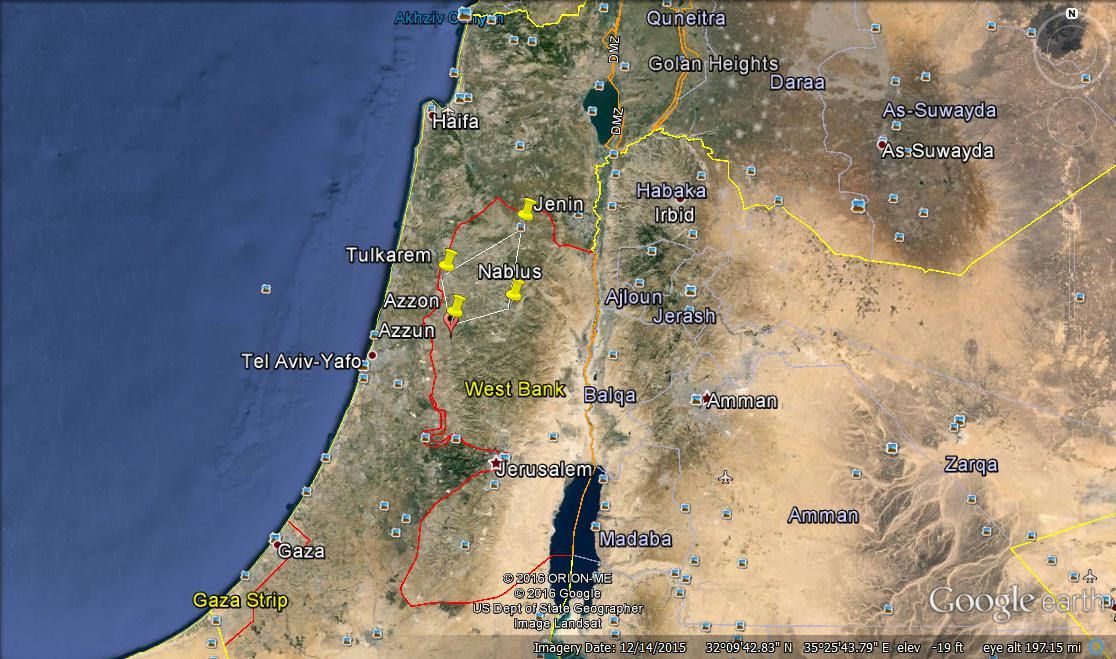 Akhziv Canyon
Quneitra
N
DMZ
Golan Heights
Daraa
As-Suwayda
DMZ
Haifa
As Suwayda
Habaka
Jenin
Irbid
Tulkarem
Nablus
Azzon
Ajloun
Jerash
Azzun
Tel Aviv-Yafo
West Bank
Balqa
Amman
Jerusalem
Zarqa
Amman
Madaba
Gaza
© 2016 ORION-ME
© 2016 Google
US Dept of State Geographer
Image Landsat
Gaza Strip
Google earth
Imagery Date: 12/14/2015 32°09'42.83" N 35°25'43.79" E elev -19 ft eye alt 197.15 mi